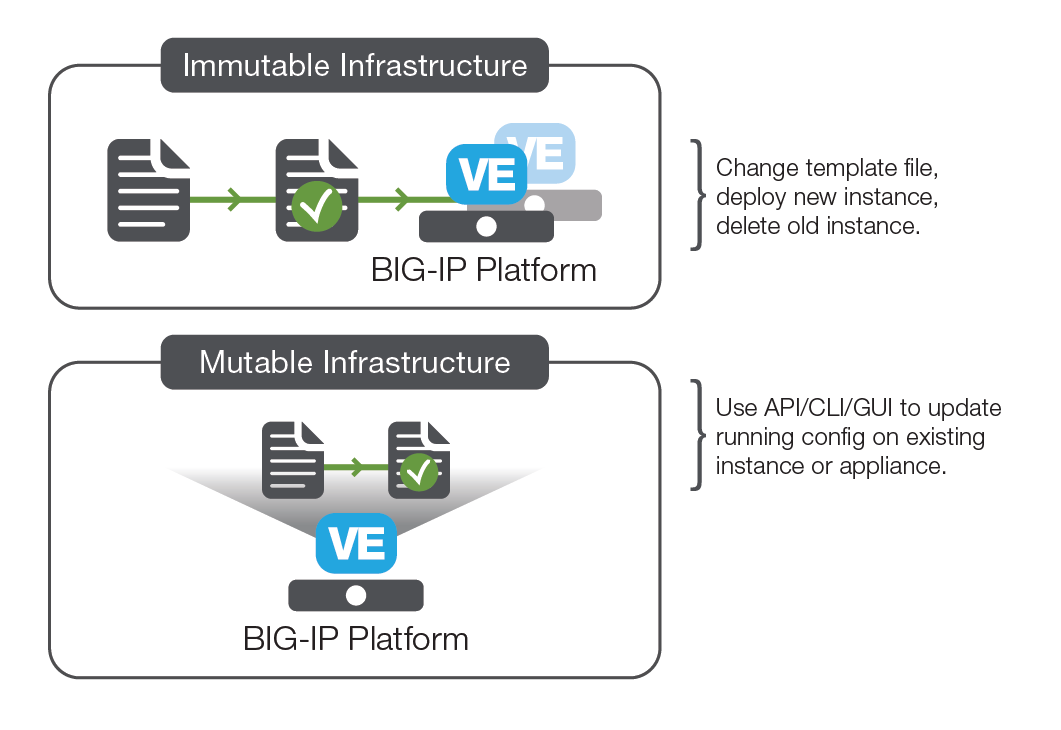 Immutable Infrastructure
VE
VE
BIG-IP Platform
Change template file,
deploy new instance,
delete old instance.
Mutable Infrastructure
VE
BIG-IP Platform
Use API/CLI/GUI to update
running config on existing
instance or appliance.